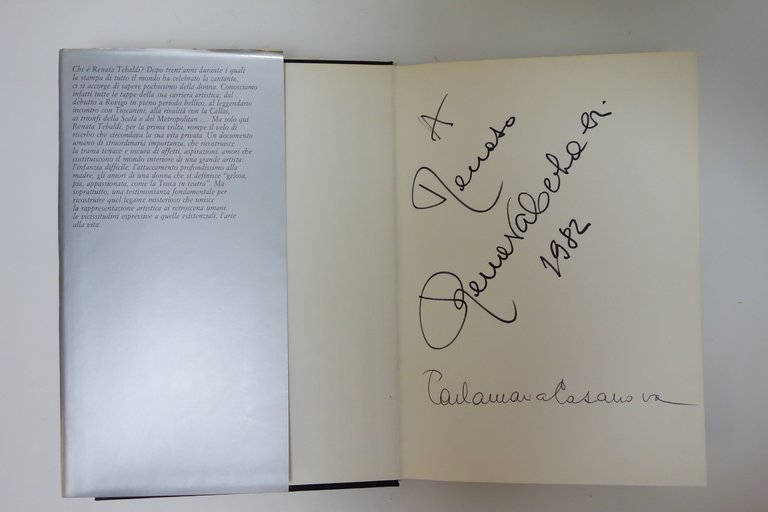 Chi è Renata Tebaldi? Dopo trent'anni durante i quali
la stampa di tutto il mondo ha celebrato la cantante,
ci si accorge di sapere pochissimo della donna. Conosciamo
infatti tutte le tappe della sua carriera artistica, dal
debutto a Rovigo in pieno periodo bellico, al leggendario
incontro con Toscanini, alla rivalità con la Callas,
ai trionfi della Scala e del Metropolitan... Ma solo qui
Renata Tebaldi, per la prima volta, rompe il velo di
riserbo che circondava la sua vita privata. Un documento
umano di straordinaria importanza, che ricostruisce
la trama tenace e oscura di affetti, aspirazioni, amori che
costituiscono il mondo interiore di una grande artista:
l'infanzia difficile, l'attaccamento profondissimo alla
madre, gli amori di una donna che si definisce "gelosa,
pia, appassionata, come la Tosca in teatro". Ma
soprattutto, una testimonianza fondamentale per
ricostruire quel legame misterioso che unisce
la rappresentazione artistica ai retroscena umani,
le vicissitudini espressive a quelle esistenziali, l'arte
alla vita.
A
Renato
Renata Tebaldi
1982
Carlamaria Casanova